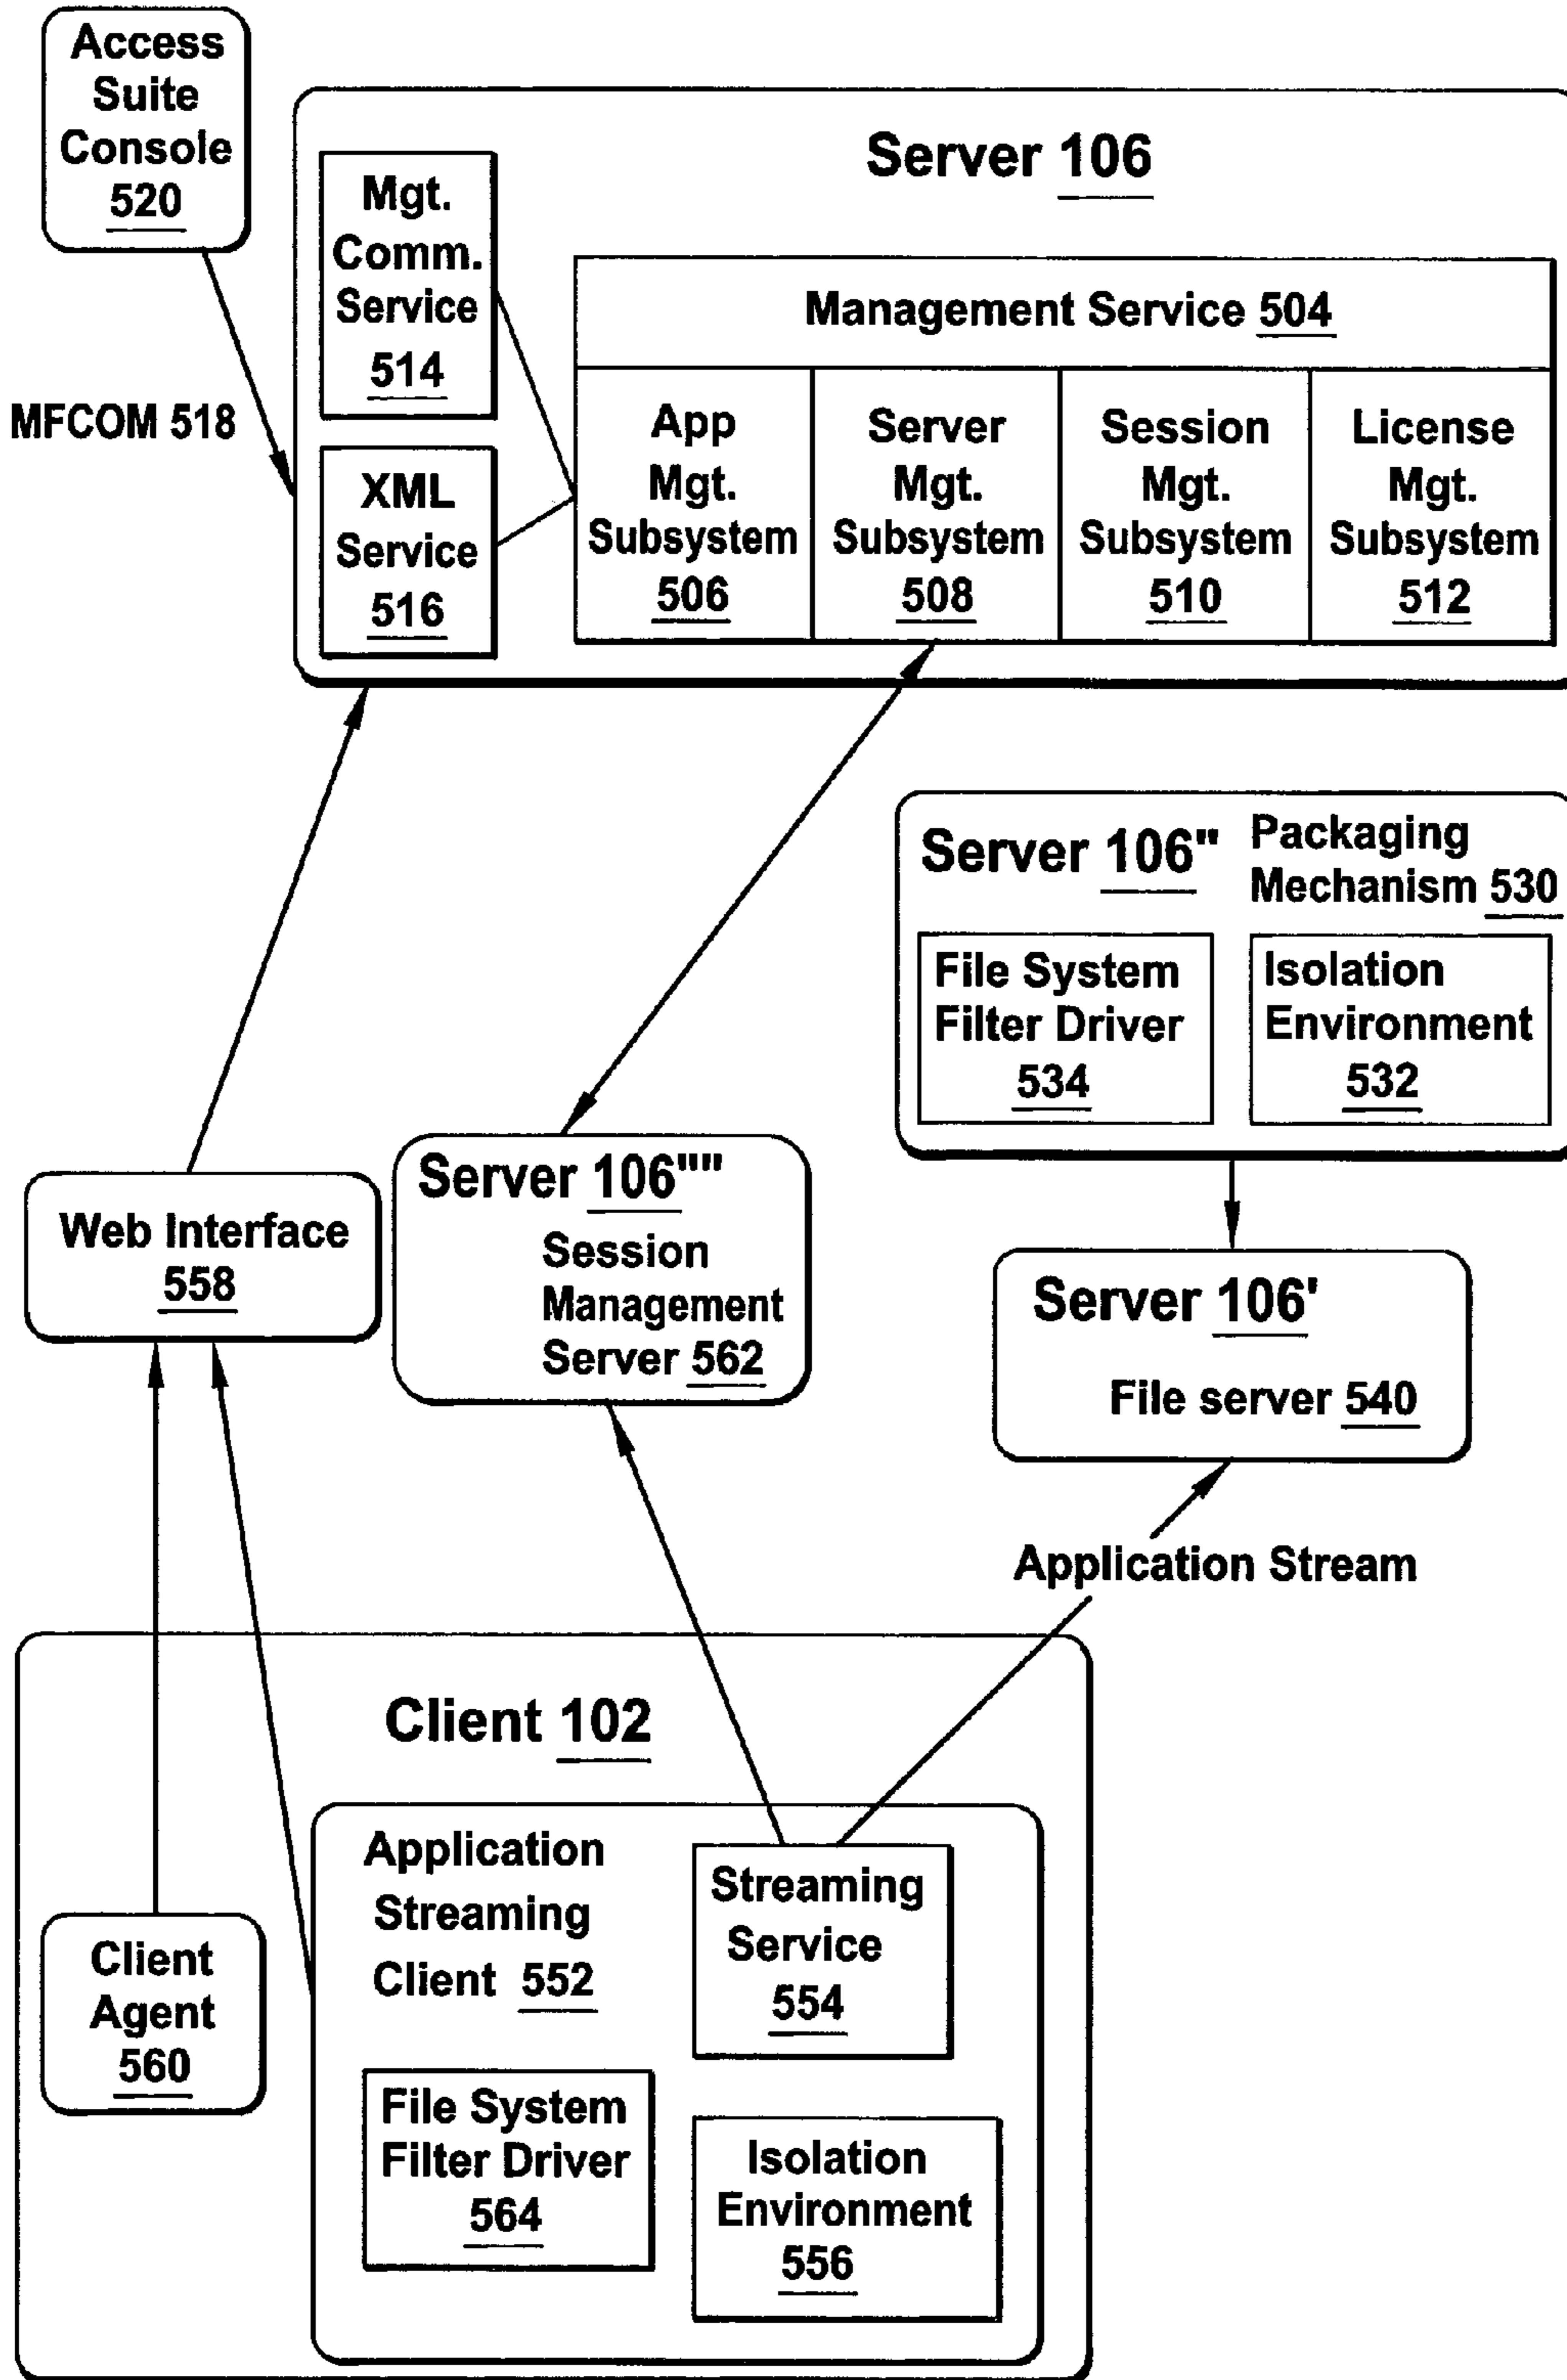 Access
Suite
Console
520
Server 106
Mgt.
Comm.
Service
514
Management Service 504
MFCOM 518
XML
Service
516
App
Mgt.
Subsystem
506
Server
Mgt.
Subsystem
508
Session
Mgt.
Subsystem
510
License
Mgt.
Subsystem
512
Server 106"
Packaging
Mechanism 530
File System
Filter Driver
534
Isolation
Environment
532
Web Interface
558
Server 106""
Session
Management
Server 562
Server 106'
File server 540
Application Stream
Client 102
Client
Agent
560
Application
Streaming
Client 552
Streaming
Service
554
File System
Filter Driver
564
Isolation
Environment
556